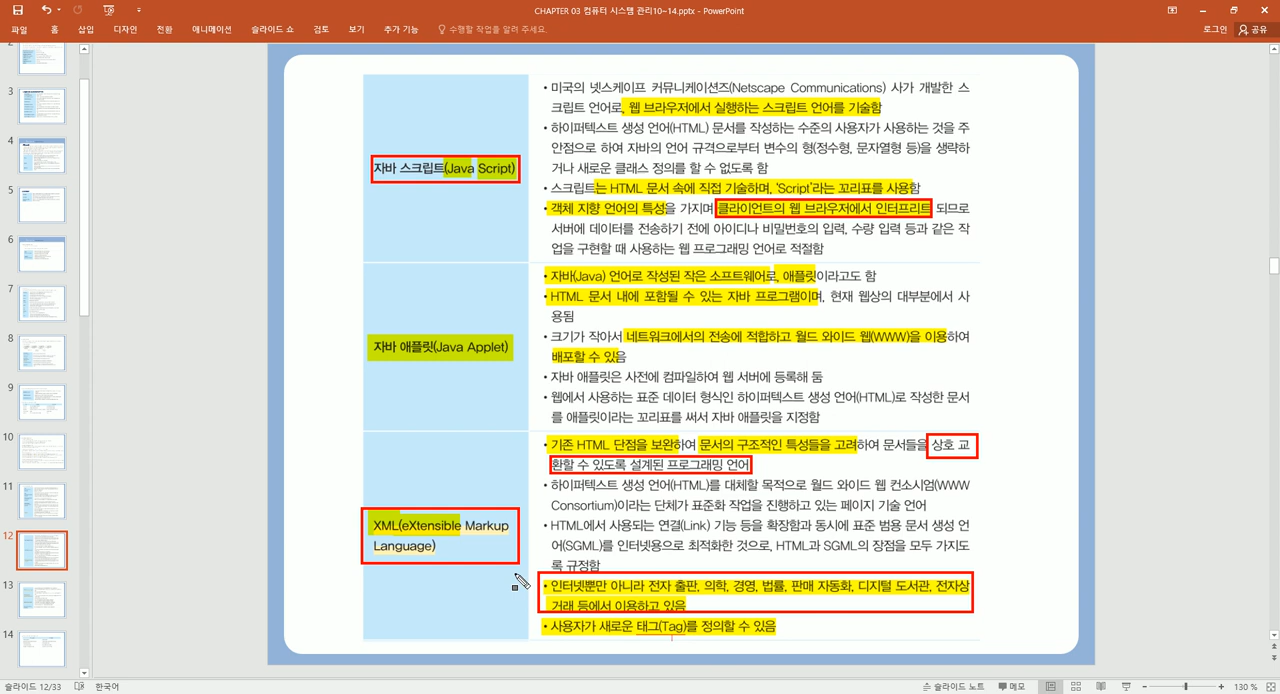 CHAPTER 03 컴퓨터 시스템 관리10~14.pptx - PowerPoint
파일 홈 삽입 디자인 전환 애니메이션 슬라이드 쇼 검토 보기 추가 기능 수행할 작업을 알려 주세요. 로그인 공유
2
3
4
5
6
7
8
9
10
11
12
13
14
자바 스크립트(Java Script)
• 미국의 넷스케이프 커뮤니케이션즈(Netscape Communications) 사가 개발한 스
크립트 언어로, 웹 브라우저에서 실행하는 스크립트 언어를 기술함
• 하이퍼텍스트 생성 언어(HTML) 문서를 작성하는 수준의 사용자가 사용하는 것을 주
안점으로 하여 자바의 언어 규격으로부터 변수의 형(정수형, 문자열형 등)을 생략하
거나 새로운 클래스 정의를 할 수 없도록 함
• 스크립트는 HTML 문서 속에 직접 기술하며, 'Script'라는 꼬리표를 사용함
• 객체 지향 언어의 특성을 가지며 클라이언트의 웹 브라우저에서 인터프리트 되므로
서버에 데이터를 전송하기 전에 아이디나 비밀번호의 입력, 수량 입력 등과 같은 작
업을 구현할 때 사용하는 웹 프로그래밍 언어로 적절함
자바 애플릿(Java Applet)
• 자바(Java) 언어로 작성된 작은 소프트웨어로, 애플릿이라고도 함
• HTML 문서 내에 포함될 수 있는 자바 프로그램이며, 현재 웹상의 대부분에서 사
용됨
• 크기가 작아서 네트워크에서의 전송에 적합하고 월드 와이드 웹(WWW)을 이용하여
배포할 수 있음
• 자바 애플릿은 사전에 컴파일하여 웹 서버에 등록해 둠
• 웹에서 사용하는 표준 데이터 형식인 하이퍼텍스트 생성 언어(HTML)로 작성한 문서
를 애플릿이라는 꼬리표를 써서 자바 애플릿을 지정함
XML(eXtensible Markup
Language)
• 기존 HTML 단점을 보완하여 문서의 구조적인 특성들을 고려하여 문서들을 상호 교
환할 수 있도록 설계된 프로그래밍 언어
• 하이퍼텍스트 생성 언어(HTML)를 대체할 목적으로 월드 와이드 웹 컨소시엄(WWW
Consortium)이라는 단체가 표준화 작업을 진행하고 있는 페이지 기술 언어
• HTML에서 사용되는 연결(Link) 기능 등을 확장함과 동시에 표준 범용 문서 생성 언
어(SGML)를 인터넷용으로 최적화한 것으로, HTML과 SGML의 장점을 모두 가지도
록 규정함
• 인터넷뿐만 아니라 전자 출판, 의학, 경영, 법률, 판매 자동화, 디지털 도서관, 전자상
거래 등에서 이용하고 있음
• 사용자가 새로운 태그(Tag)를 정의할 수 있음
슬라이드 12/33 한국어 슬라이드 노트 메모 130 %